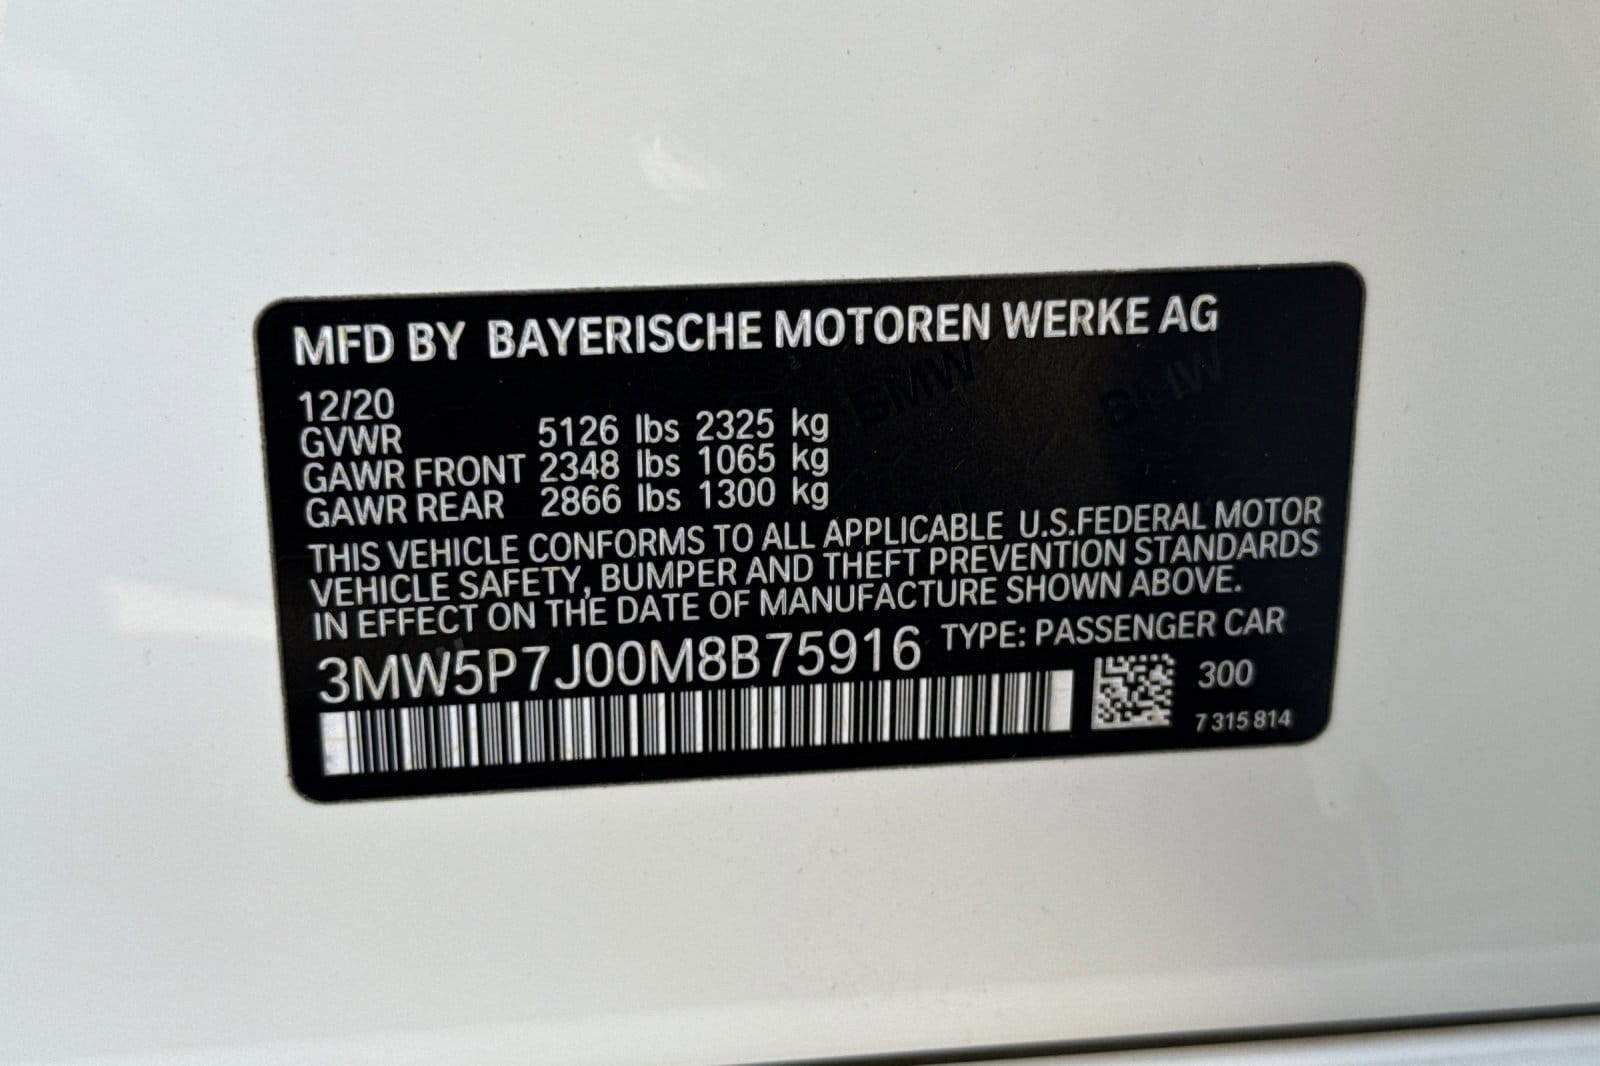 MFD BY BAYERISCHE MOTOREN WERKE AG
BMW BMW
12/20
GVWR 5126 lbs 2325 kg
GAWR FRONT 2348 lbs 1065 kg
GAWR REAR 2866 lbs 1300 kg
THIS VEHICLE CONFORMS TO ALL APPLICABLE U.S.FEDERAL MOTOR
VEHICLE SAFETY, BUMPER AND THEFT PREVENTION STANDARDS
IN EFFECT ON THE DATE OF MANUFACTURE SHOWN ABOVE.
3MW5P7J00M8B75916 TYPE: PASSENGER CAR
300
7 315 814